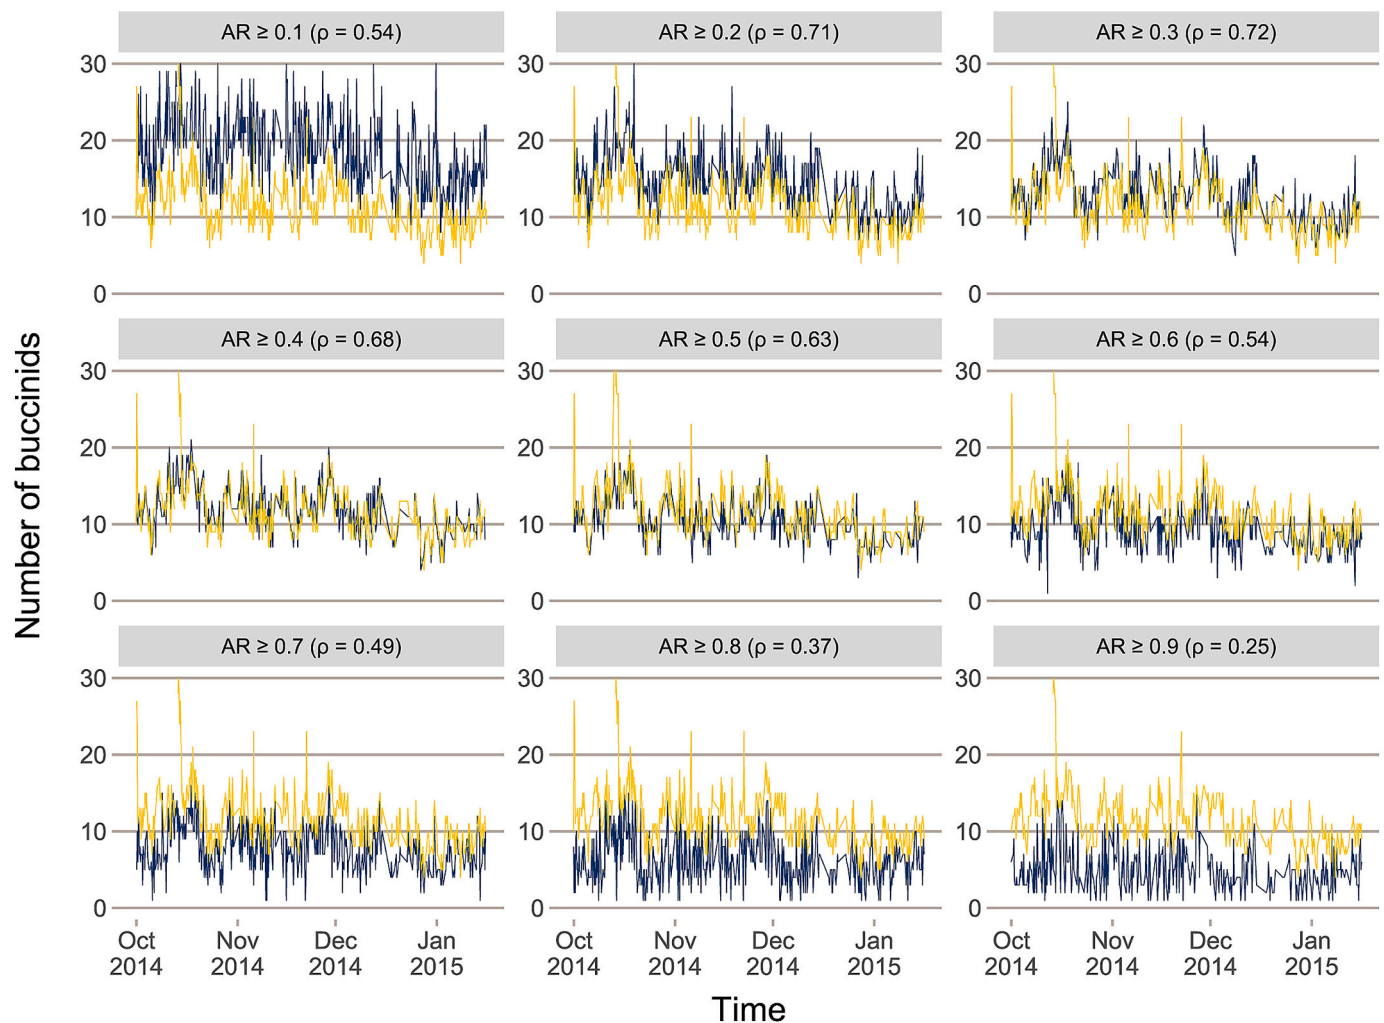 AR ≥ 0.1 (ρ = 0.54)
AR ≥ 0.2 (ρ = 0.71)
AR ≥ 0.3 (ρ = 0.72)
30
20
10
0
30
20
10
0
30
20
10
0
AR ≥ 0.4 (ρ = 0.68)
AR ≥ 0.5 (ρ = 0.63)
AR ≥ 0.6 (ρ = 0.54)
30
20
10
0
30
20
10
0
30
20
10
0
Number of buccinids
AR ≥ 0.7 (ρ = 0.49)
AR ≥ 0.8 (ρ = 0.37)
AR ≥ 0.9 (ρ = 0.25)
30
20
10
0
30
20
10
0
30
20
10
0
Oct
2014
Nov
2014
Dec
2014
Jan
2015
Oct
2014
Nov
2014
Dec
2014
Jan
2015
Oct
2014
Nov
2014
Dec
2014
Jan
2015
Time